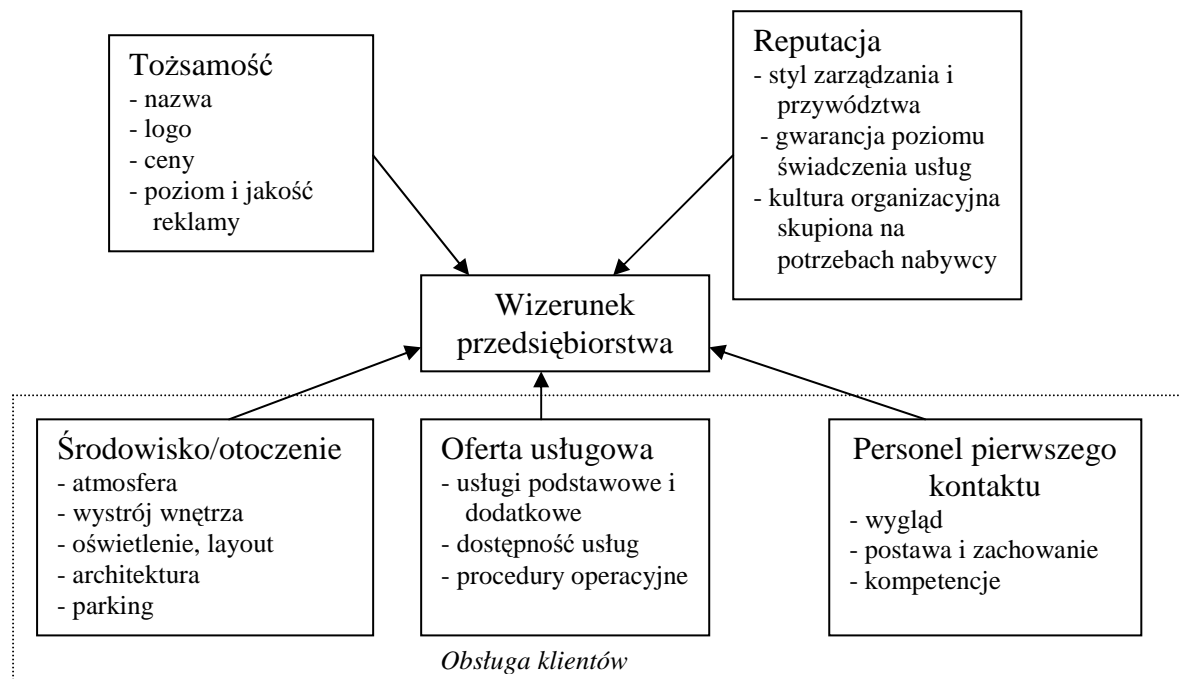 Tożsamość
- nazwa
- logo
- ceny
- poziom i jakość
reklamy
Reputacja
- styl zarządzania i
przywództwa
- gwarancja poziomu
świadczenia usług
- kultura organizacyjna
skupiona na
potrzebach nabywcy
Wizerunek
przedsiębiorstwa
Środowisko/otoczenie
- atmosfera
- wystrój wnętrza
- oświetlenie, layout
- architektura
- parking
Oferta usługowa
- usługi podstawowe i
dodatkowe
- dostępność usług
- procedury operacyjne
Personel pierwszego
kontaktu
- wygląd
- postawa i zachowanie
- kompetencje
Obsługa klientów